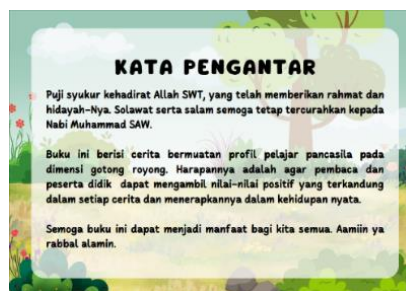 KATA PENGANTAR
Puji syukur kehadirat Allah SWT, yang telah memberikan rahmat dan
hidayah-Nya. Solawat serta salam semoga tetap tercurahkan kepada
Nabi Muhammad SAW.
Buku ini berisi cerita bermuatan profil pelajar pancasila pada
dimensi gotong royong. Harapannya adalah agar pembaca dan
peserta didik dapat mengambil nilai-nilai positif yang terkandung
dalam setiap cerita dan menerapkannya dalam kehidupan nyata.
Semoga buku ini dapat menjadi manfaat bagi kita semua. Aamiin ya
rabbal alamin.